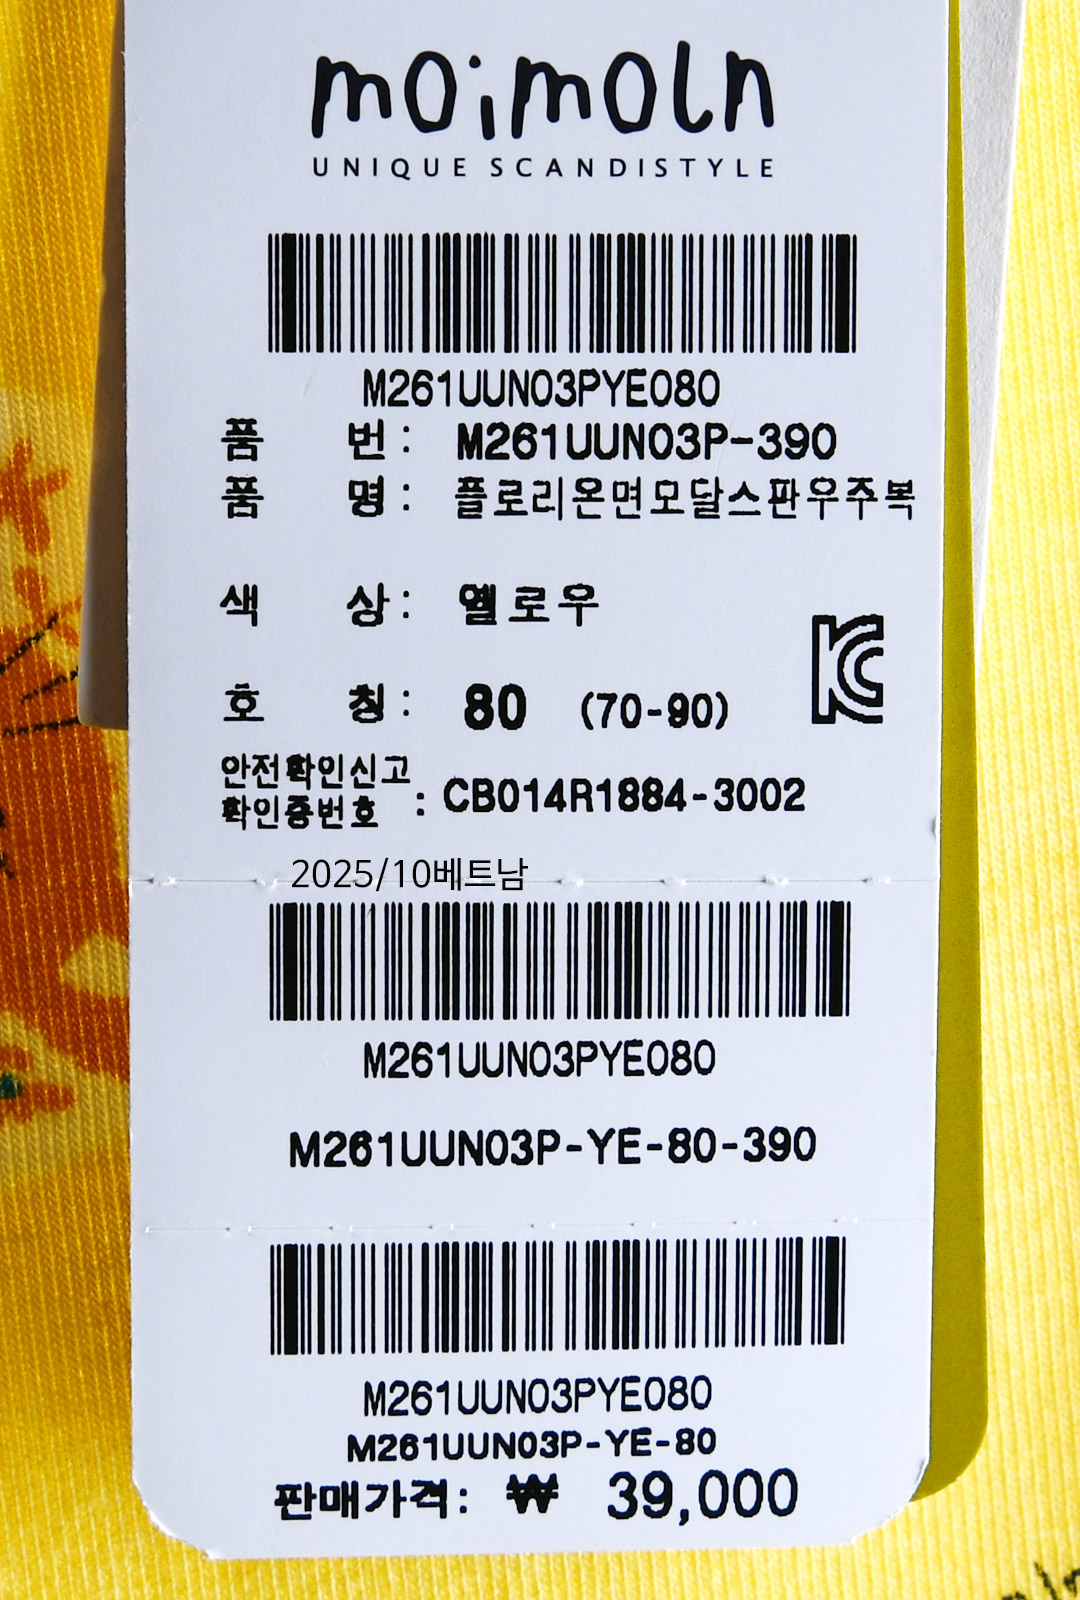 moimoln
UNIQUE SCANDISTYLE
M261UUN03PYE080
품 번 : M261UUN03P-390
품 명 : 플로리온면모달스판우주복
색 상 : 옐로우
호 칭 : 80 (70-90)
안전확인신고
확인증번호 : CB014R1884-3002
2025/10베트남
M261UUN03PYE080
M261UUN03P-YE-80-390
M261UUN03PYE080
M261UUN03P-YE-80
판매가격: ₩ 39,000